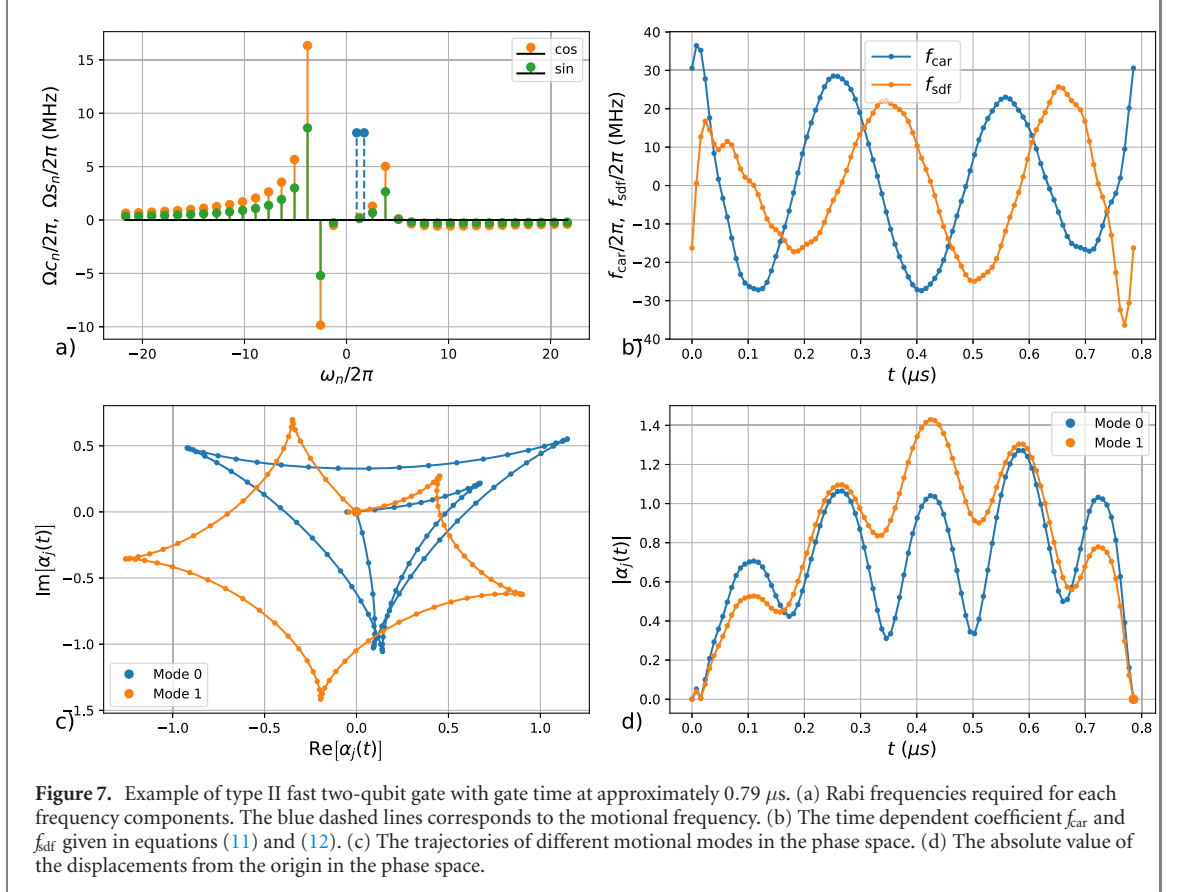 15
10
5
0
−5
−10
−20
−10
0
10
20
Ωcₙ/2π, Ωsₙ/2π (MHz)
ωₙ/2π
cos
sin
a)
40
30
20
10
0
−10
−20
−30
−40
0.0
0.1
0.2
0.3
0.4
0.5
0.6
0.7
0.8
f_car/2π, f_sdf/2π (MHz)
t (μs)
f_car
f_sdf
b)
0.5
0.0
−0.5
−1.0
−1.5
−1.0
−0.5
0.0
0.5
1.0
Im[αⱼ(t)]
Re[αⱼ(t)]
Mode 0
Mode 1
c)
1.4
1.2
1.0
0.8
0.6
0.4
0.2
0.0
0.0
0.1
0.2
0.3
0.4
0.5
0.6
0.7
0.8
|αⱼ(t)|
t (μs)
Mode 0
Mode 1
d)
Figure 7. Example of type II fast two-qubit gate with gate time at approximately 0.79 μs. (a) Rabi frequencies required for each
frequency components. The blue dashed lines corresponds to the motional frequency. (b) The time dependent coefficient f_car and
f_sdf given in equations (11) and (12). (c) The trajectories of different motional modes in the phase space. (d) The absolute value of
the displacements from the origin in the phase space.